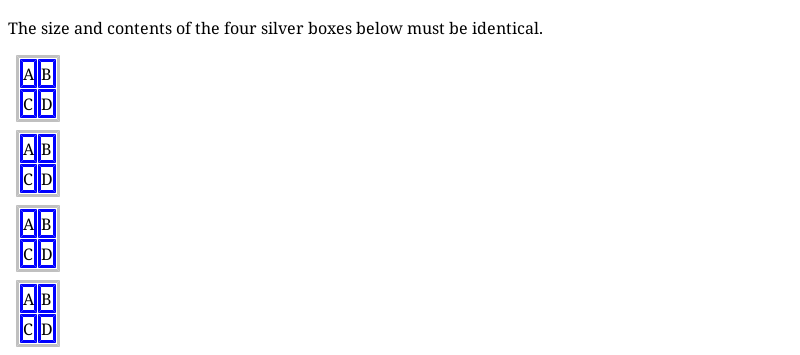 The size and contents of the four silver boxes below must be identical.
A B
C D
A B
C D
A B
C D
A B
C D